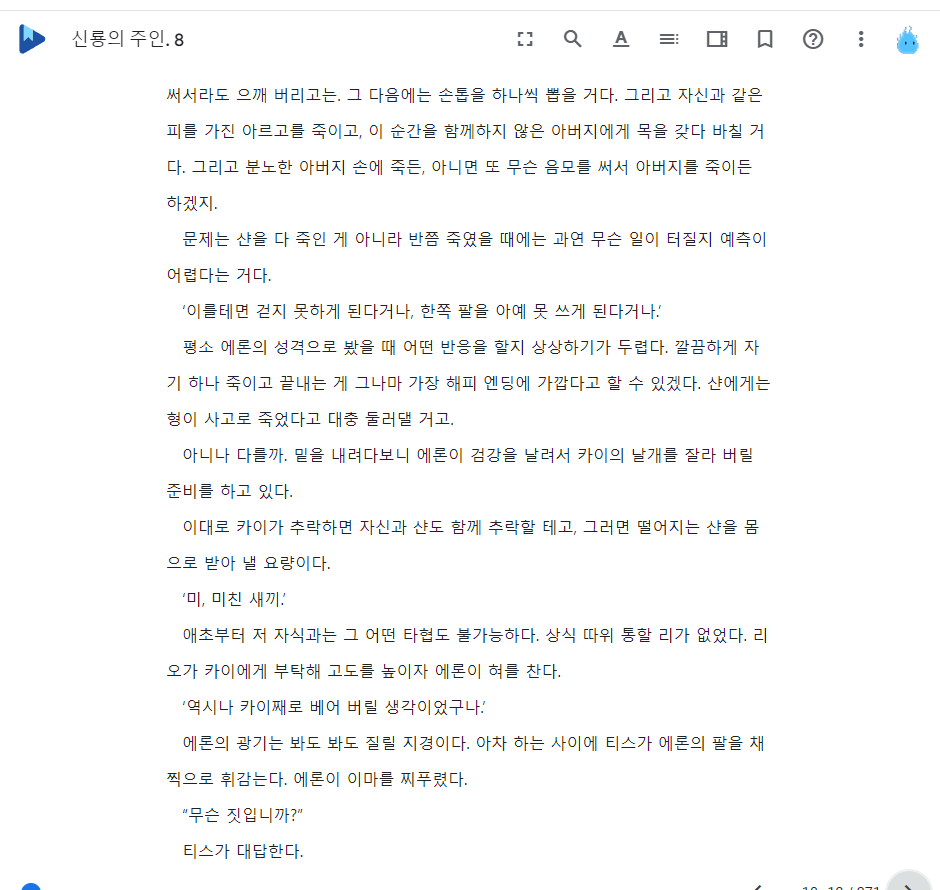 신룡의 주인. 8
써서라도 으깨 버리고는. 그 다음에는 손톱을 하나씩 뽑을 거다. 그리고 자신과 같은
피를 가진 아르고를 죽이고, 이 순간을 함께하지 않은 아버지에게 목을 갖다 바칠 거
다. 그리고 분노한 아버지 손에 죽든, 아니면 또 무슨 음모를 써서 아버지를 죽이든
하겠지.
문제는 샨을 다 죽인 게 아니라 반쯤 죽였을 때에는 과연 무슨 일이 터질지 예측이
어렵다는 거다.
‘이를테면 걷지 못하게 된다거나, 한쪽 팔을 아예 못 쓰게 된다거나.’
평소 에론의 성격으로 봤을 때 어떤 반응을 할지 상상하기가 두렵다. 깔끔하게 자
기 하나 죽이고 끝내는 게 그나마 가장 해피 엔딩에 가깝다고 할 수 있겠다. 샨에게는
형이 사고로 죽었다고 대충 둘러댈 거고.
아니나 다를까. 밑을 내려다보니 에론이 검강을 날려서 카이의 날개를 잘라 버릴
준비를 하고 있다.
이대로 카이가 추락하면 자신과 샨도 함께 추락할 테고, 그러면 떨어지는 샨을 몸
으로 받아 낼 요량이다.
‘미, 미친 새끼.’
애초부터 저 자식과는 그 어떤 타협도 불가능하다. 상식 따위 통할 리가 없었다. 리
오가 카이에게 부탁해 고도를 높이자 에론이 혀를 찬다.
‘역시나 카이째로 베어 버릴 생각이었구나.’
에론의 광기는 봐도 봐도 질릴 지경이다. 아차 하는 사이에 티스가 에론의 팔을 채
찍으로 휘감는다. 에론이 이마를 찌푸렸다.
“무슨 짓입니까?”
티스가 대답한다.